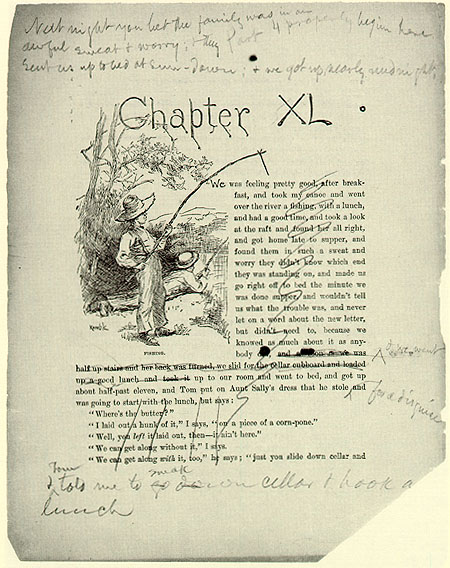 Next night you bet the family was in an
awful sweat & worry; & they part 4 properly begin here
sent us up to bed at sun-down; & we got up nearly midnight,
Chapter XL
We was feeling pretty good, after break-
fast, and took my canoe and went
over the river a fishing, with a lunch,
and had a good time, and took a look
at the raft and found her all right,
and got home late to supper, and
found them in such a sweat and
worry they didn't know which end
they was standing on, and made us
go right off to bed the minute we
was done supper, and wouldn't tell
us what the trouble was, and never
let on a word about the new letter,
but didn't need to, because we
knowed as much about it as any-
body and as soon was
half up stairs and her back was turned, we slid for the cellar cubboard and loaded
up a good lunch and took it up to our room and went to bed, and got up
about half-past eleven, and Tom put on Aunt Sally's dress that he stole and
was going to start with the lunch, but says:
"Where's the butter?"
"I laid out a hunk of it," I says, "on a piece of a corn-pone."
"Well, you left it laid out, then—it ain't here."
"We can get along without it," I says.
"We can get along with it, too," he says; "just you slide down cellar and
Kemble
FISHING.
went
for a disguise
Tom
told me to sneak
go down cellar & hook a
lunch